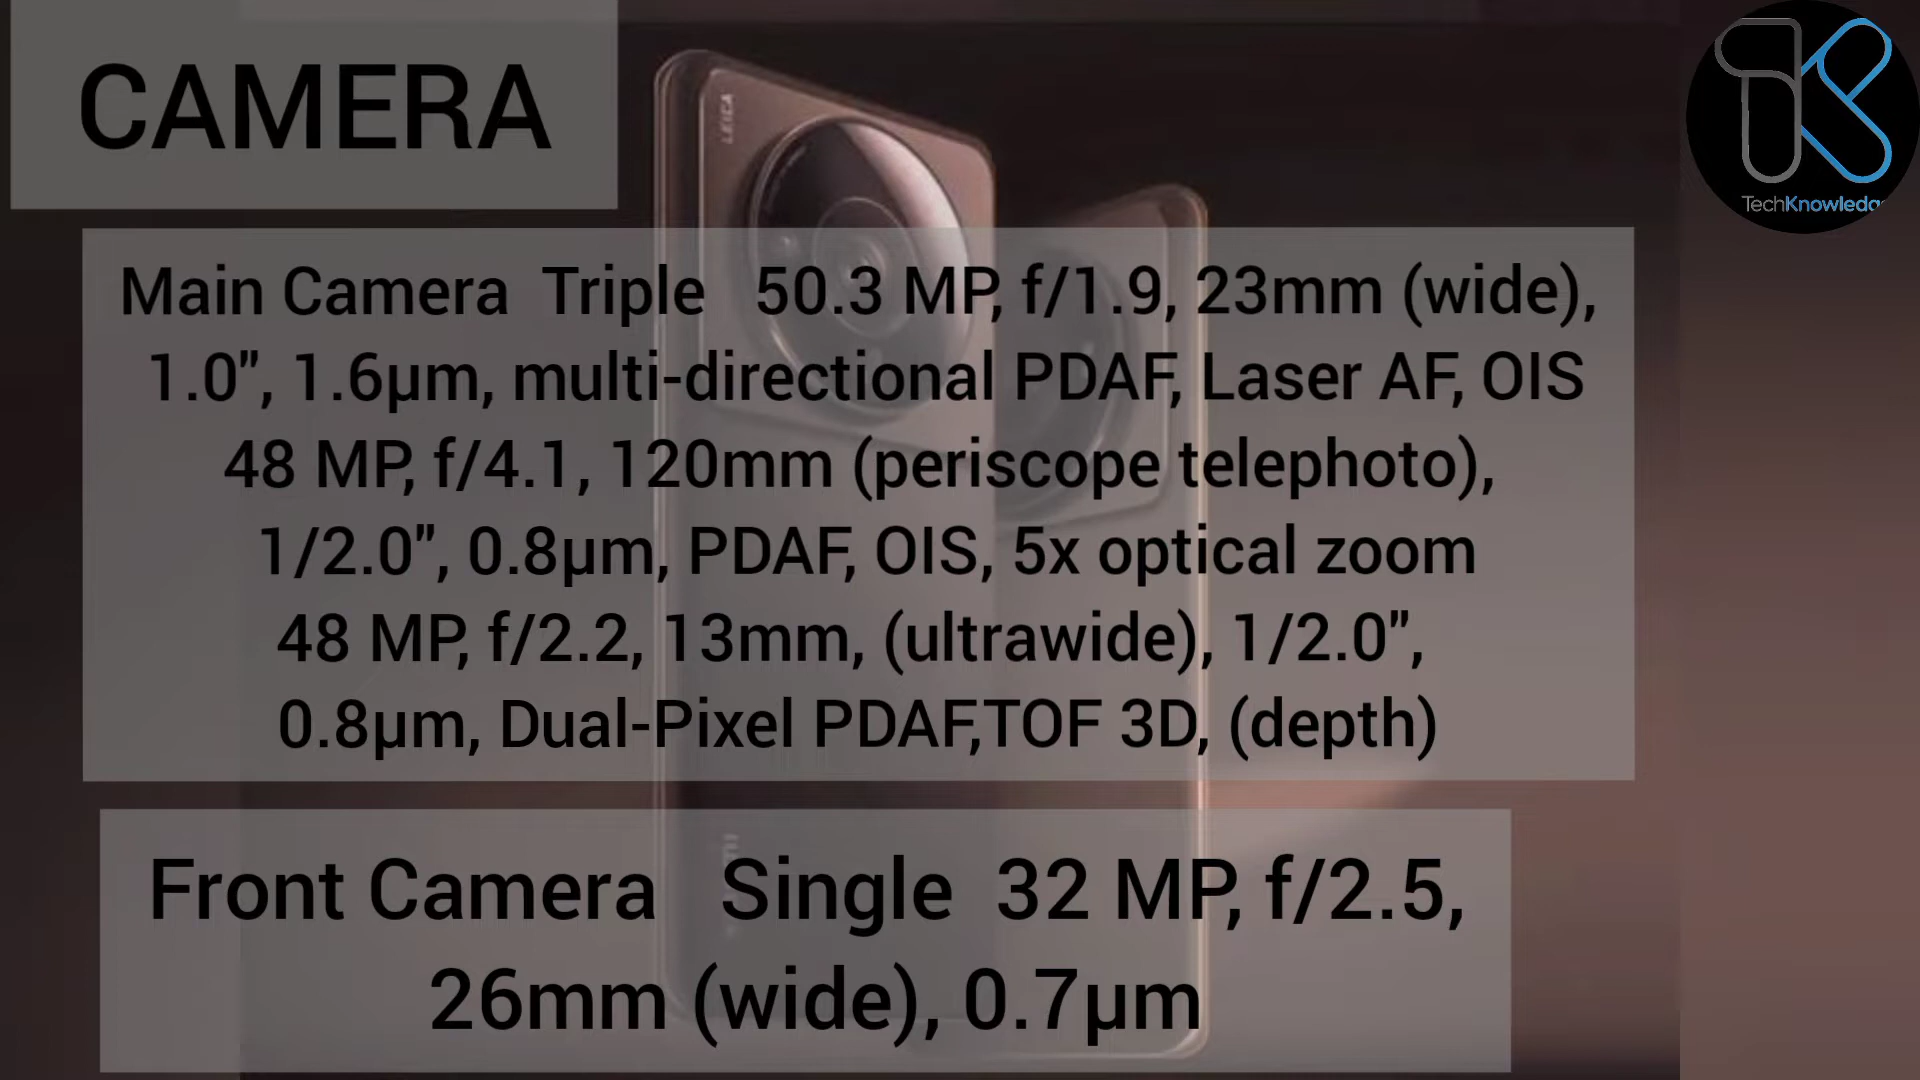 CAMERA
LEICA
TechKnowledg
Main Camera  Triple   50.3 MP, f/1.9, 23mm (wide),
1.0", 1.6µm, multi-directional PDAF, Laser AF, OIS
48 MP, f/4.1, 120mm (periscope telephoto),
1/2.0", 0.8µm, PDAF, OIS, 5x optical zoom
48 MP, f/2.2, 13mm, (ultrawide), 1/2.0",
0.8µm, Dual-Pixel PDAF,TOF 3D, (depth)
Front Camera   Single  32 MP, f/2.5,
26mm (wide), 0.7µm